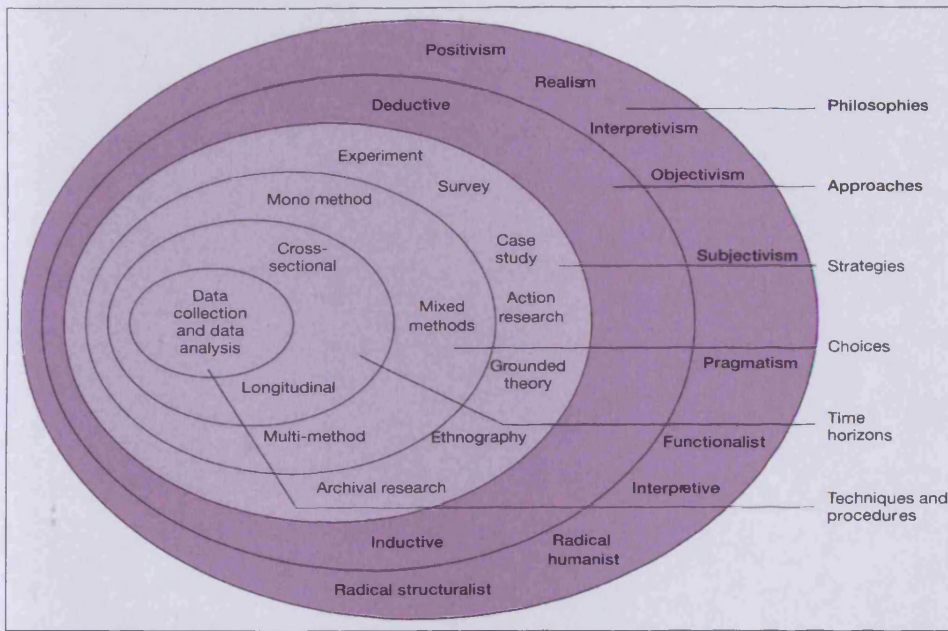 Positivism
Realism
Deductive
Philosophies
Interpretivism
Experiment
Objectivism
Approaches
Survey
Mono method
Case
study
Cross-
sectional
Subjectivism
Strategies
Data
collection
and data
analysis
Mixed
methods
Action
research
Choices
Pragmatism
Grounded
theory
Longitudinal
Time
horizons
Multi-method
Ethnography
Functionalist
Archival research
Interpretive
Techniques and
procedures
Inductive
Radical
humanist
Radical structuralist